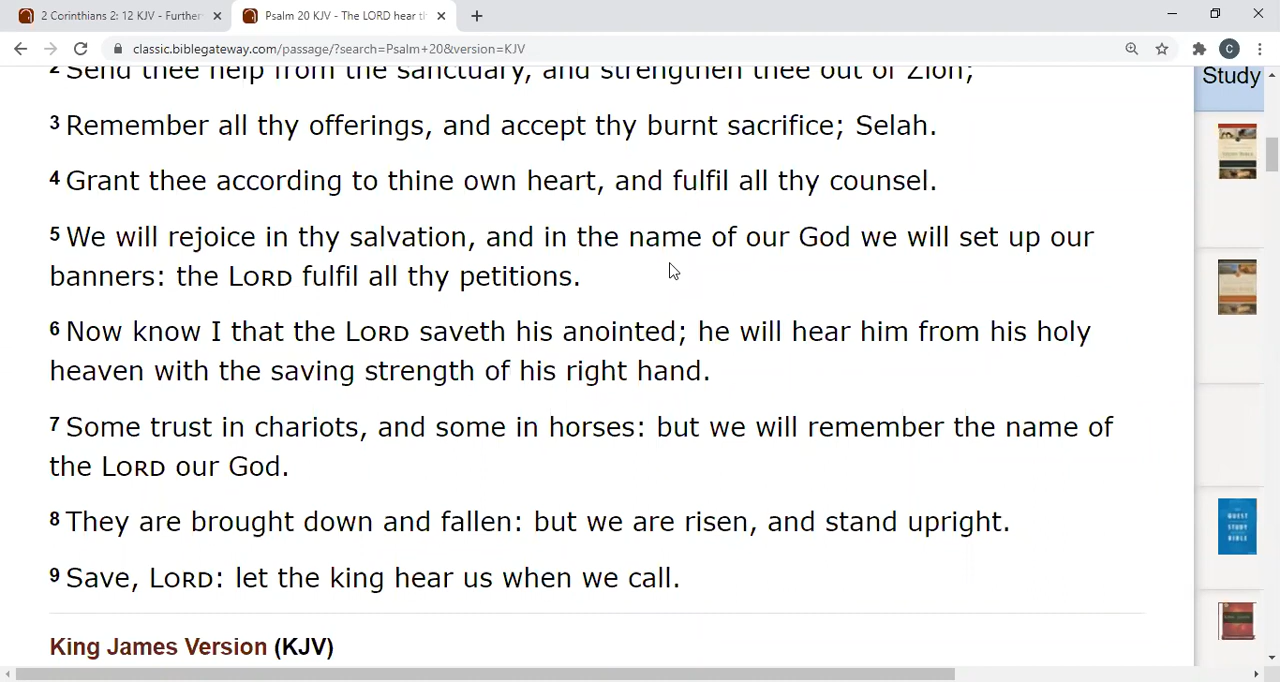 2 Corinthians 2: 12 KJV - Further
Psalm 20 KJV - The LORD hear th
classic.biblegateway.com/passage/?search=Psalm+20&version=KJV
C
2 Send thee help from the sanctuary, and strengthen thee out of Zion;
3 Remember all thy offerings, and accept thy burnt sacrifice; Selah.
4 Grant thee according to thine own heart, and fulfil all thy counsel.
5 We will rejoice in thy salvation, and in the name of our God we will set up our
banners: the LORD fulfil all thy petitions.
6 Now know I that the LORD saveth his anointed; he will hear him from his holy
heaven with the saving strength of his right hand.
7 Some trust in chariots, and some in horses: but we will remember the name of
the LORD our God.
8 They are brought down and fallen: but we are risen, and stand upright.
9 Save, LORD: let the king hear us when we call.
King James Version (KJV)
Study
QUEST
STUDY
BIBLE